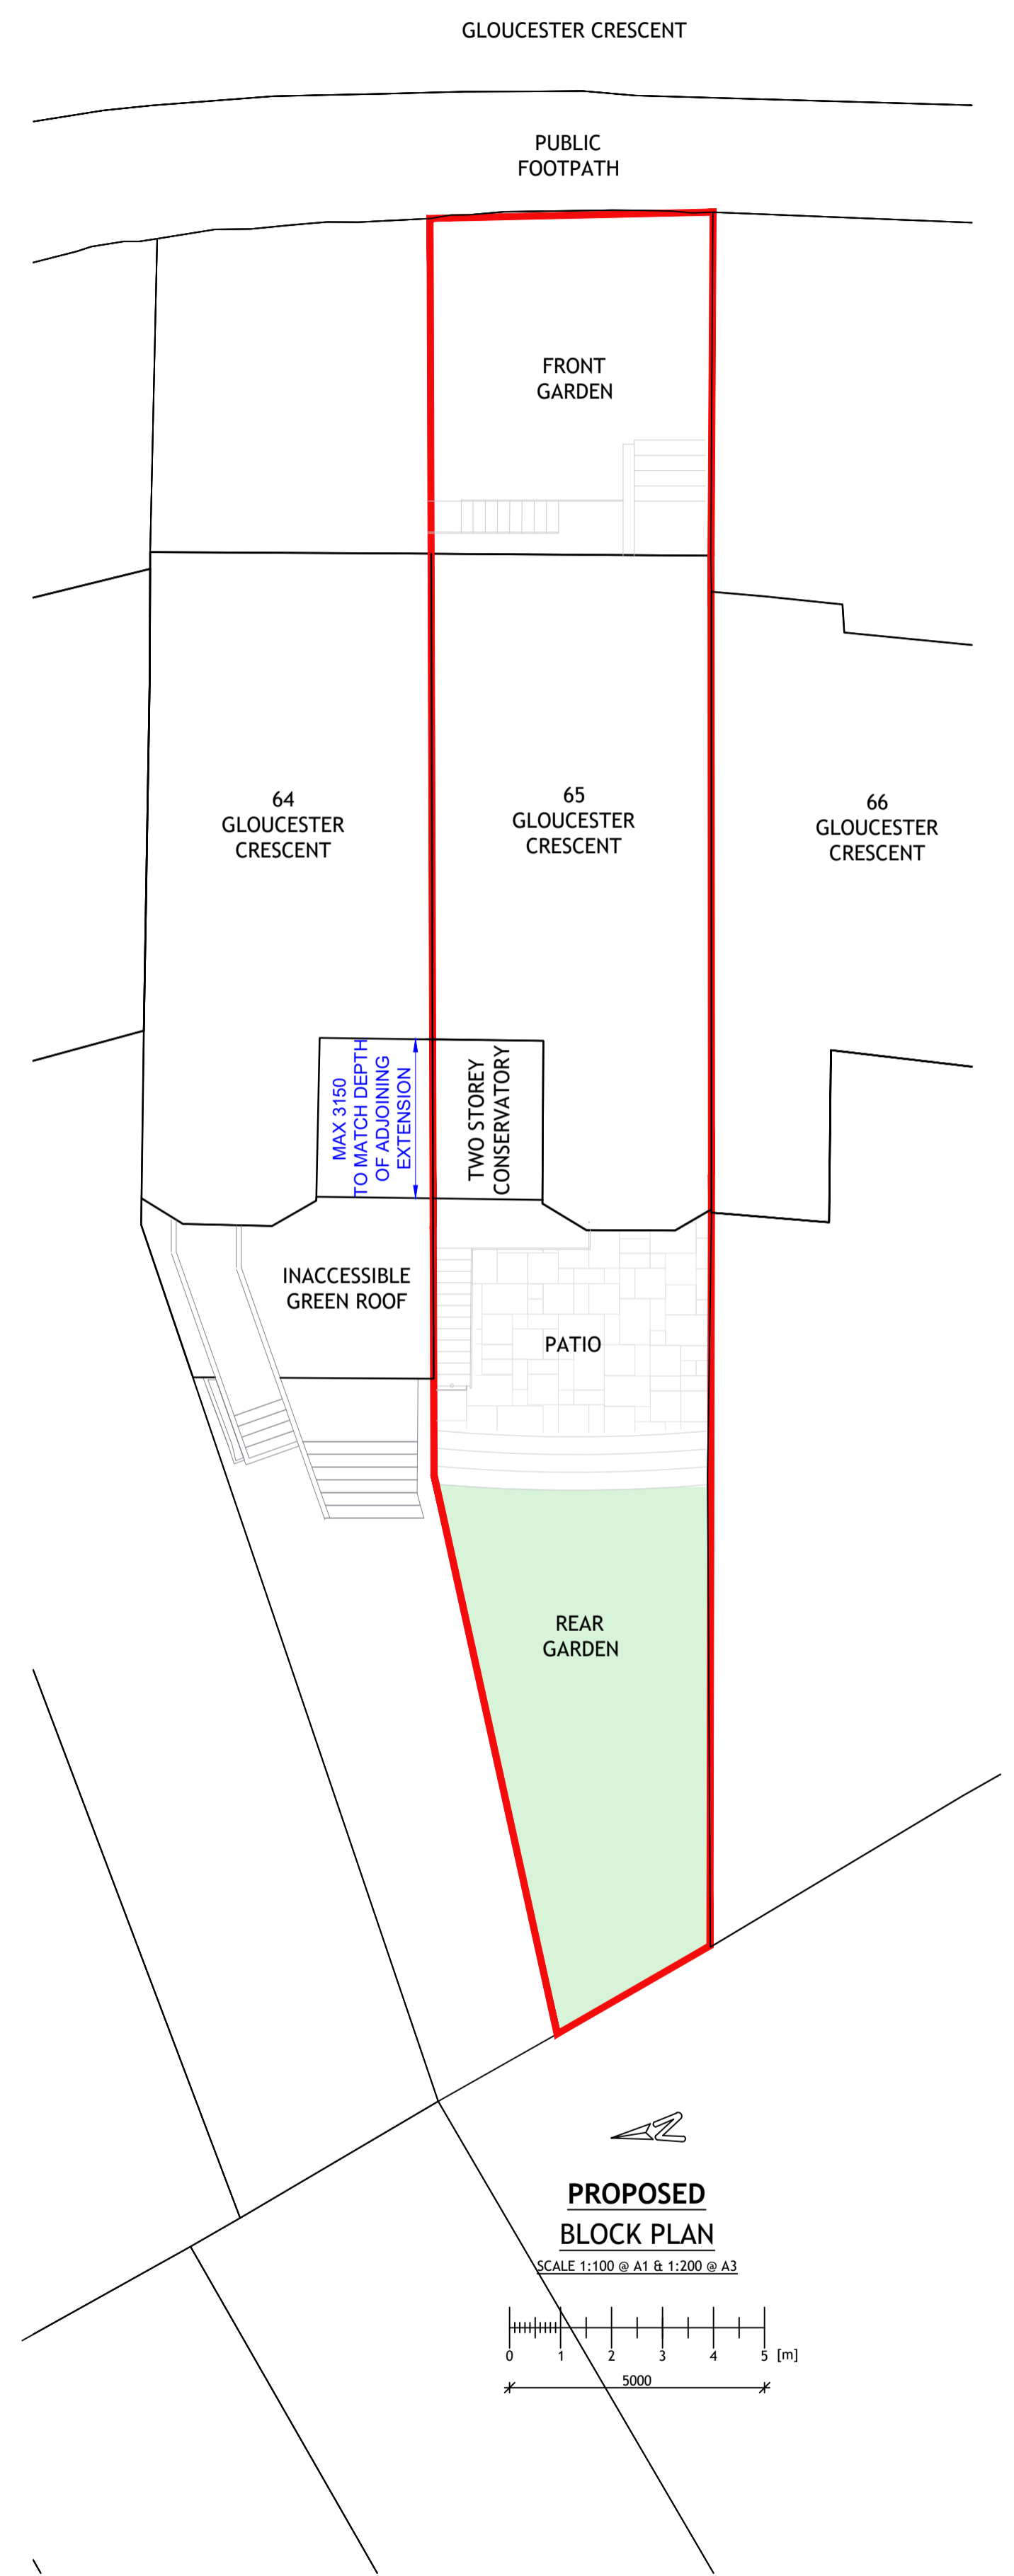 GLOUCESTER CRESCENT
PUBLIC
FOOTPATH
FRONT
GARDEN
64
GLOUCESTER
CRESCENT
65
GLOUCESTER
CRESCENT
66
GLOUCESTER
CRESCENT
MAX 3150
TO MATCH DEPTH
OF ADJOINING
EXTENSION
TWO STOREY
CONSERVATORY
INACCESSIBLE
GREEN ROOF
PATIO
REAR
GARDEN
N
PROPOSED
BLOCK PLAN
SCALE 1:100 @ A1 & 1:200 @ A3
0 1 2 3 4 5 [m]
5000